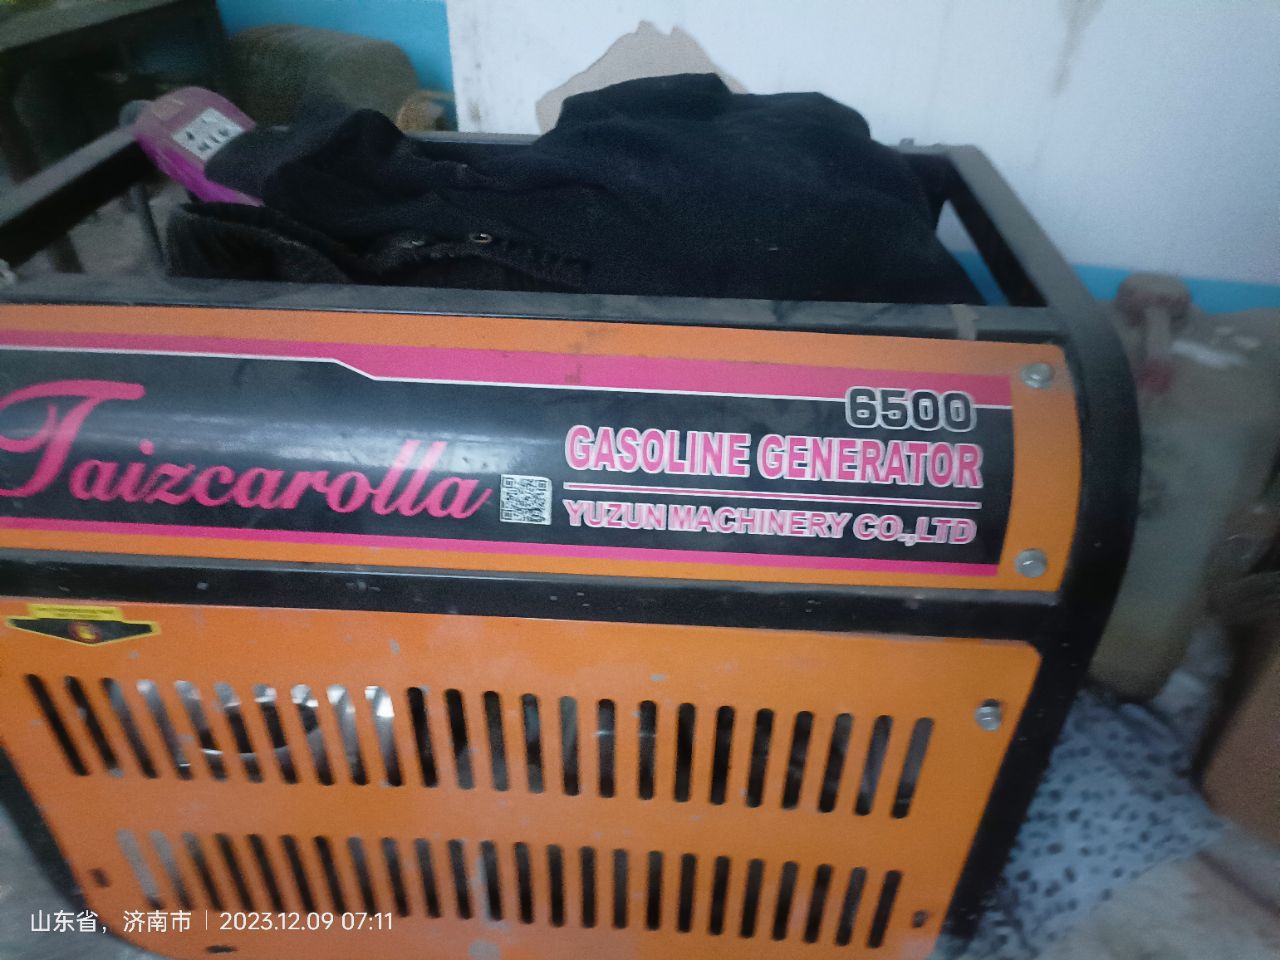 6500
Taizcarolla
GASOLINE GENERATOR
YUZUN MACHINERY CO.,LTD
山东省，济南市｜2023.12.09 07:11